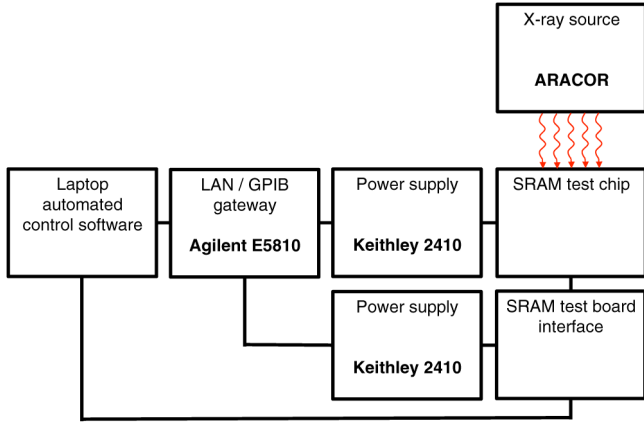 X-ray source
ARACOR
Laptop
automated
control software
LAN / GPIB
gateway
Agilent E5810
Power supply
Keithley 2410
SRAM test chip
Power supply
Keithley 2410
SRAM test board
interface